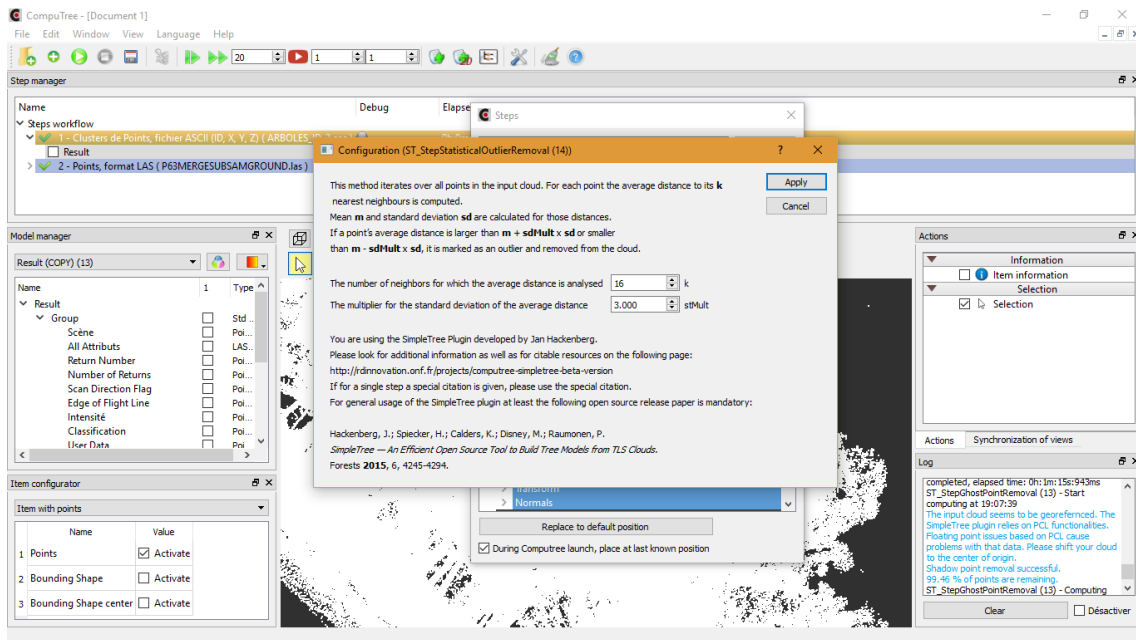 CompuTree - [Document 1]
File Edit Window View Language Help
20 1 1
Step manager
Name Debug Elapse
Steps workflow
1 - Clusters de Points, fichier ASCII (ID, X, Y, Z) ( ARBOLES_ID
Result
2 - Points, format LAS ( P63MERGESUBSAMGROUND.las )
Steps
Configuration (ST_StepStatisticalOutlierRemoval (14)) ?
This method iterates over all points in the input cloud. For each point the average distance to its k
nearest neighbours is computed.
Mean m and standard deviation sd are calculated for those distances.
If a point's average distance is larger than m + sdMult x sd or smaller
than m - sdMult x sd, it is marked as an outlier and removed from the cloud.
Apply
Cancel
The number of neighbors for which the average distance is analysed 16 k
The multiplier for the standard deviation of the average distance 3.000 stMult
You are using the SimpleTree Plugin developed by Jan Hackenberg.
Please look for additional information as well as for citable resources on the following page:
http://rdinnovation.onf.fr/projects/computree-simpletree-beta-version
If for a single step a special citation is given, please use the special citation.
For general usage of the SimpleTree plugin at least the following open source release paper is mandatory:
Hackenberg, J.; Spiecker, H.; Calders, K.; Disney, M.; Raumonen, P.
SimpleTree — An Efficient Open Source Tool to Build Tree Models from TLS Clouds.
Forests 2015, 6, 4245-4294.
Transform
Normals
Replace to default position
During Computree launch, place at last known position
Model manager
Result (COPY) (13)
Name 1 Type
Result
Group Std ..
Scène Poi...
All Attributs LAS...
Return Number Poi...
Number of Returns Poi...
Scan Direction Flag Poi...
Edge of Flight Line Poi...
Intensité Poi...
Classification Poi...
User Data Poi
Item configurator
Item with points
Name Value
1 Points Activate
2 Bounding Shape Activate
3 Bounding Shape center Activate
Actions
Information
Item information
Selection
Selection
Actions Synchronization of views
Log
completed, elapsed time: 0h:1m:15s:943ms
ST_StepGhostPointRemoval (13) - Start
computing at 19:07:39
The input cloud seems to be georefernced. The
SimpleTree plugin relies on PCL functionalities.
Floating point issues based on PCL cause
problems with that data. Please shift your cloud
to the center of origin.
Shadow point removal successful.
99.46 % of points are remaining.
ST_StepGhostPointRemoval (13) - Computing
Clear Désactiver